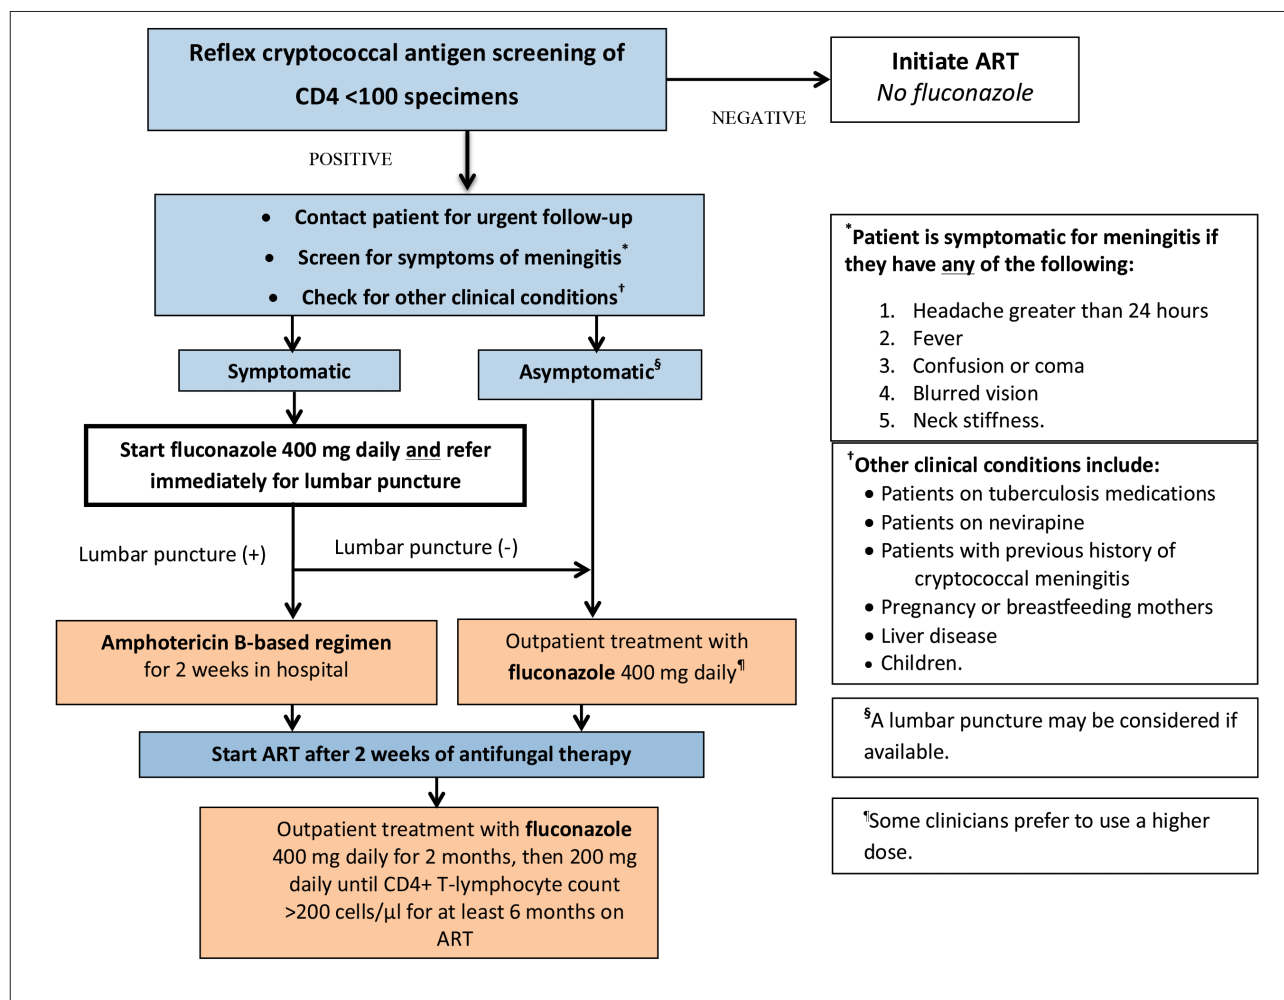 Reflex cryptococcal antigen screening of
CD4 <100 specimens
Initiate ART
No fluconazole
NEGATIVE
POSITIVE
• Contact patient for urgent follow-up
• Screen for symptoms of meningitis*
• Check for other clinical conditions†
Symptomatic
Asymptomatic§
Start fluconazole 400 mg daily and refer
immediately for lumbar puncture
Lumbar puncture (+)
Lumbar puncture (-)
Amphotericin B-based regimen
for 2 weeks in hospital
Outpatient treatment with
fluconazole 400 mg daily¶
Start ART after 2 weeks of antifungal therapy
Outpatient treatment with fluconazole
400 mg daily for 2 months, then 200 mg
daily until CD4+ T-lymphocyte count
>200 cells/µl for at least 6 months on
ART
*Patient is symptomatic for meningitis if
they have any of the following:
1. Headache greater than 24 hours
2. Fever
3. Confusion or coma
4. Blurred vision
5. Neck stiffness.
†Other clinical conditions include:
• Patients on tuberculosis medications
• Patients on nevirapine
• Patients with previous history of
cryptococcal meningitis
• Pregnancy or breastfeeding mothers
• Liver disease
• Children.
§A lumbar puncture may be considered if
available.
¶Some clinicians prefer to use a higher
dose.